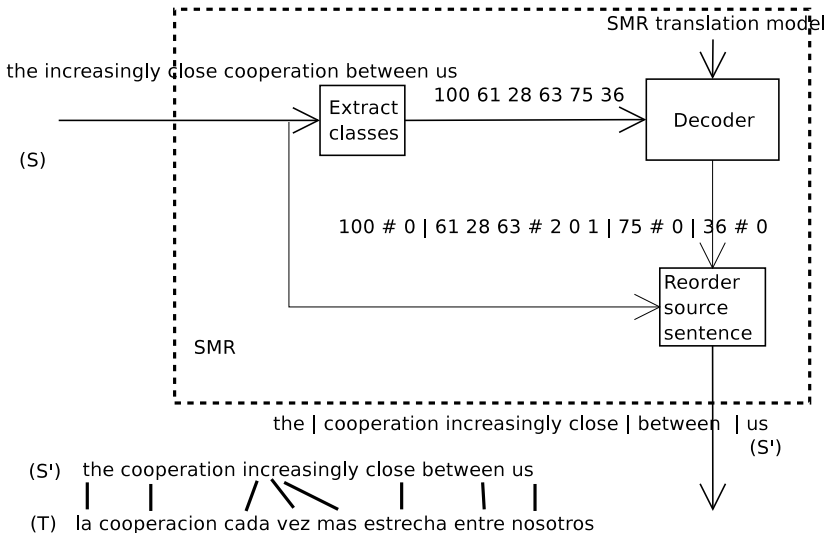 SMR translation model
the increasingly close cooperation between us
100 61 28 63 75 36
Extract
classes
Decoder
(S)
100 # 0 | 61 28 63 # 2 0 1 | 75 # 0 | 36 # 0
Reorder
source
sentence
SMR
the | cooperation increasingly close | between | us
(S')
(S') the cooperation increasingly close between us
(T) la cooperacion cada vez mas estrecha entre nosotros